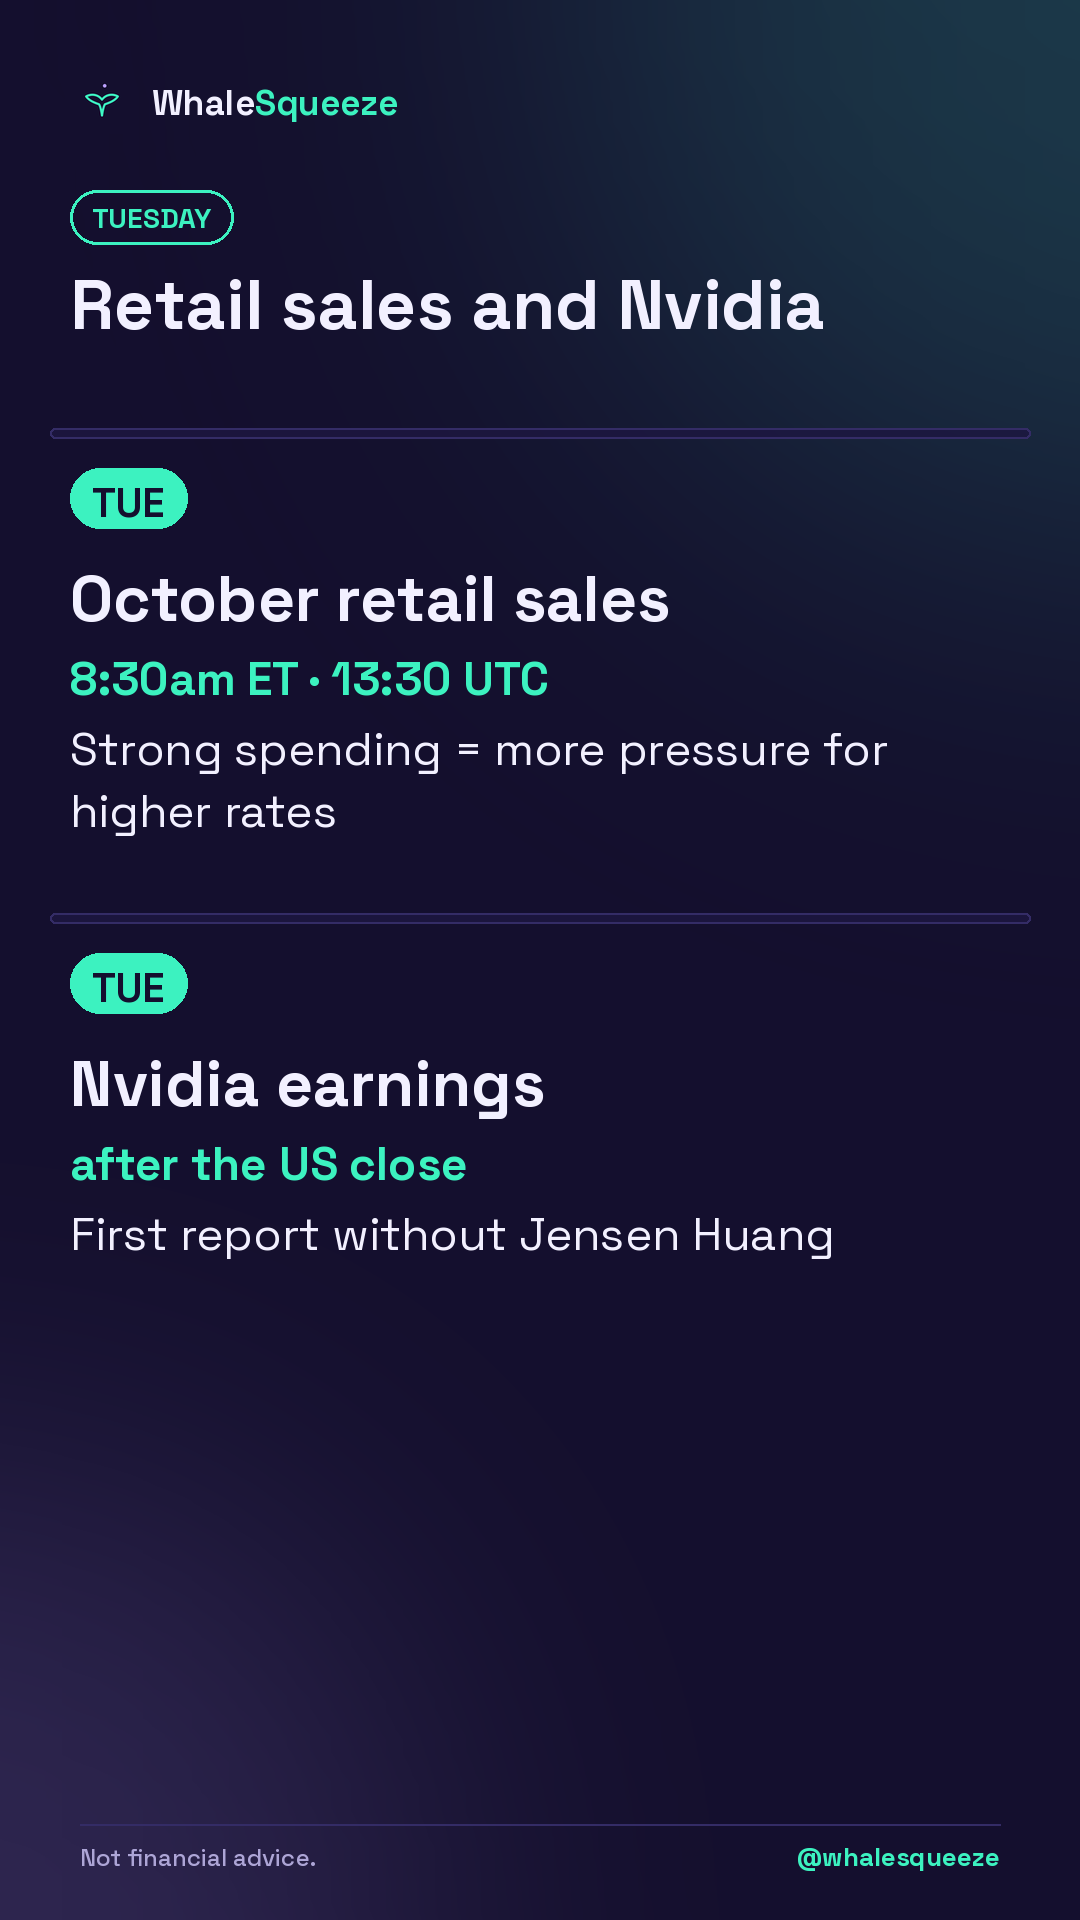 WhaleSqueeze
TUESDAY
Retail sales and Nvidia
TUE
October retail sales
8:30am ET · 13:30 UTC
Strong spending = more pressure for
higher rates
TUE
Nvidia earnings
after the US close
First report without Jensen Huang
Not financial advice.
@whalesqueeze